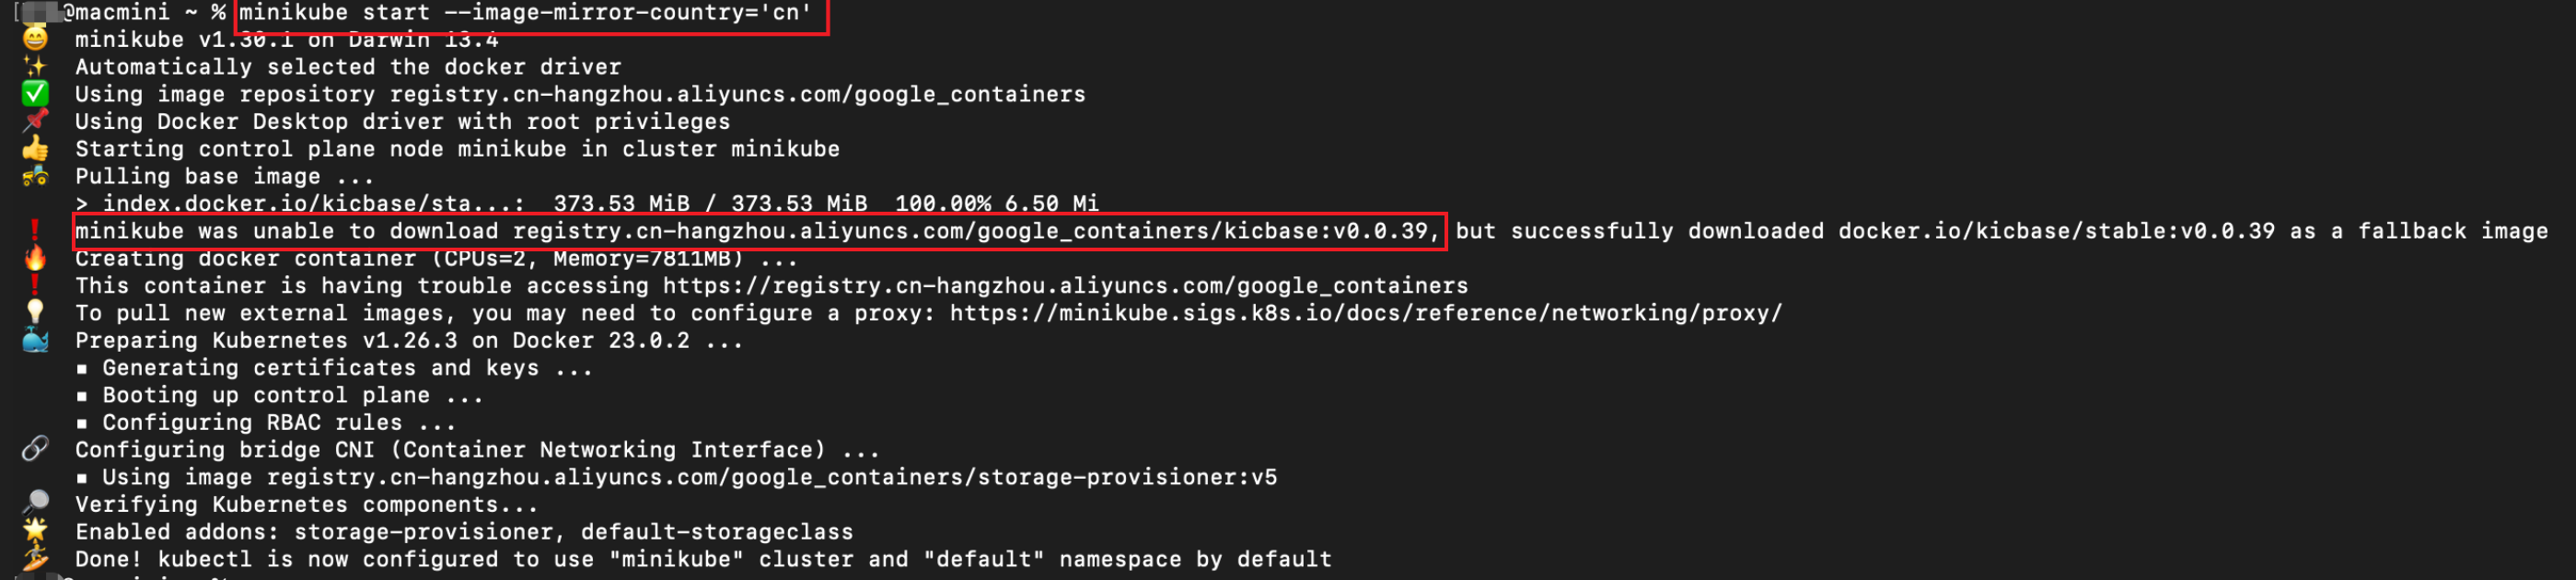 @macmini ~ % minikube start --image-mirror-country='cn'
minikube v1.30.1 on Darwin 13.4
Automatically selected the docker driver
Using image repository registry.cn-hangzhou.aliyuncs.com/google_containers
Using Docker Desktop driver with root privileges
Starting control plane node minikube in cluster minikube
Pulling base image ...
> index.docker.io/kicbase/sta...:  373.53 MiB / 373.53 MiB  100.00% 6.50 Mi
minikube was unable to download registry.cn-hangzhou.aliyuncs.com/google_containers/kicbase:v0.0.39, but successfully downloaded docker.io/kicbase/stable:v0.0.39 as a fallback image
Creating docker container (CPUs=2, Memory=7811MB) ...
This container is having trouble accessing https://registry.cn-hangzhou.aliyuncs.com/google_containers
To pull new external images, you may need to configure a proxy: https://minikube.sigs.k8s.io/docs/reference/networking/proxy/
Preparing Kubernetes v1.26.3 on Docker 23.0.2 ...
▪ Generating certificates and keys ...
▪ Booting up control plane ...
▪ Configuring RBAC rules ...
Configuring bridge CNI (Container Networking Interface) ...
▪ Using image registry.cn-hangzhou.aliyuncs.com/google_containers/storage-provisioner:v5
Verifying Kubernetes components...
Enabled addons: storage-provisioner, default-storageclass
Done! kubectl is now configured to use "minikube" cluster and "default" namespace by default